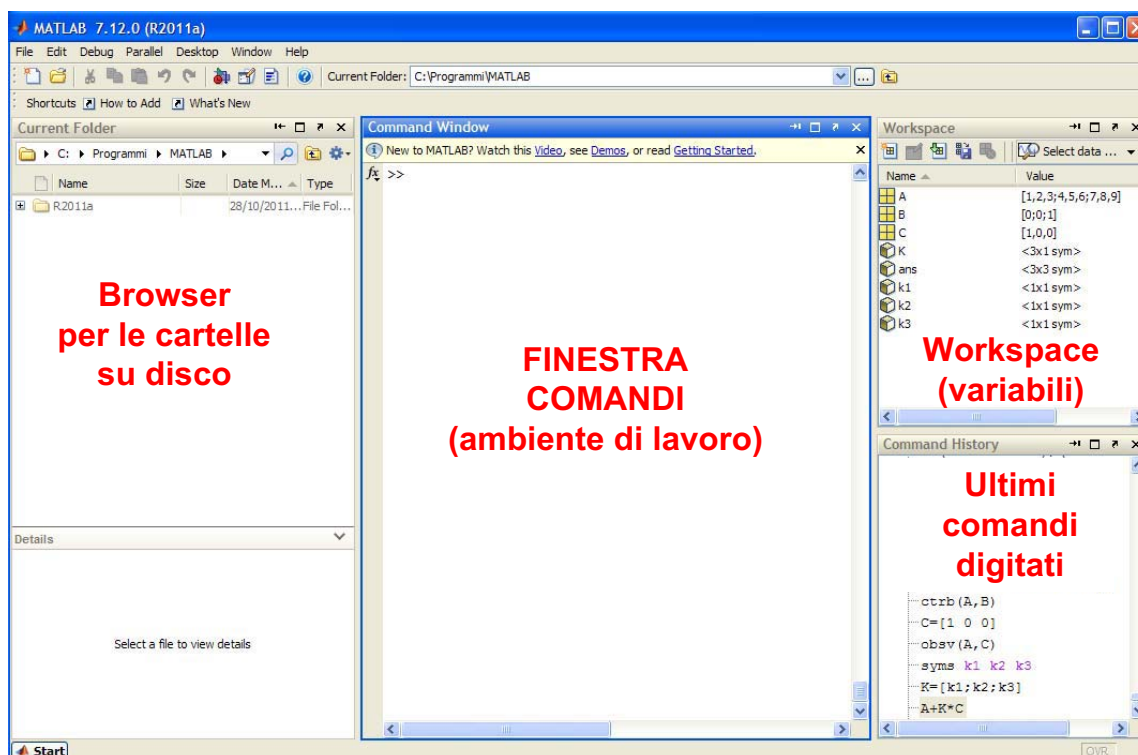 MATLAB 7.12.0 (R2011a)
File Edit Debug Parallel Desktop Window Help
Current Folder: C:\Programmi\MATLAB
Shortcuts How to Add What's New
Current Folder
C: Programmi MATLAB
Name Size Date M... Type
R2011a 28/10/2011... File Fol...
Browser
per le cartelle
su disco
Details
Select a file to view details
Command Window
New to MATLAB? Watch this Video, see Demos, or read Getting Started.
fx >>
FINESTRA
COMANDI
(ambiente di lavoro)
Workspace
Select data ...
Name Value
A [1,2,3;4,5,6;7,8,9]
B [0;0;1]
C [1,0,0]
K <3x1 sym>
ans <3x3 sym>
k1 <1x1 sym>
k2 <1x1 sym>
k3 <1x1 sym>
Workspace
(variabili)
Command History
Ultimi
comandi
digitati
ctrb(A,B)
C=[1 0 0]
obsv(A,C)
syms k1 k2 k3
K=[k1;k2;k3]
A+K*C
Start
OVR